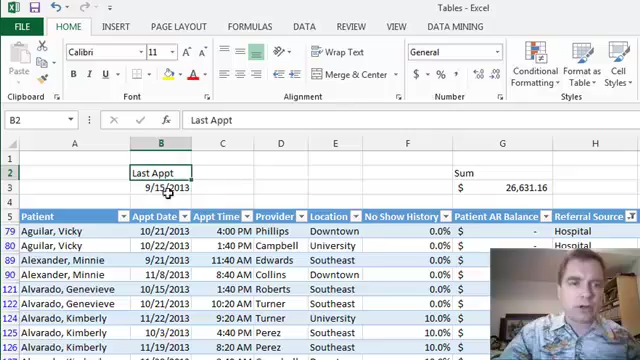 Tables - Excel
FILE HOME INSERT PAGE LAYOUT FORMULAS DATA REVIEW VIEW DATA MINING
Calibri 11 Wrap Text General
Paste B I U Merge & Center $ % Conditional Formatting Format as Table Cell Styles
Clipboard Font Alignment Number Styles
B2 fx Last Appt
A B C D E F G H
1
2 Last Appt Sum
3 9/15/2013 $ 26,631.16
4
5 Patient Appt Date Appt Time Provider Location No Show History Patient AR Balance Referral Source
79 Aguilar, Vicky 10/21/2013 4:00 PM Phillips Downtown 0.0% $ - Hospital
80 Aguilar, Vicky 10/22/2013 1:40 PM Campbell University 0.0% $ - Hospital
89 Alexander, Minnie 9/21/2013 11:40 AM Edwards Southeast 0.0% $
90 Alexander, Minnie 11/8/2013 8:40 AM Collins Southeast 0.0% $
121 Alvarado, Genevieve 10/15/2013 1:40 PM Roberts Southeast 0.0% $
122 Alvarado, Genevieve 10/21/2013 10:20 AM Turner Southeast 0.0% $
124 Alvarado, Kimberly 11/22/2013 9:20 AM Turner University 10.0% $
125 Alvarado, Kimberly 10/3/2013 4:40 PM Perez Southeast 10.0% $
126 Alvarado, Kimberly 11/19/2013 8:40 AM Perez Southeast 10.0% $